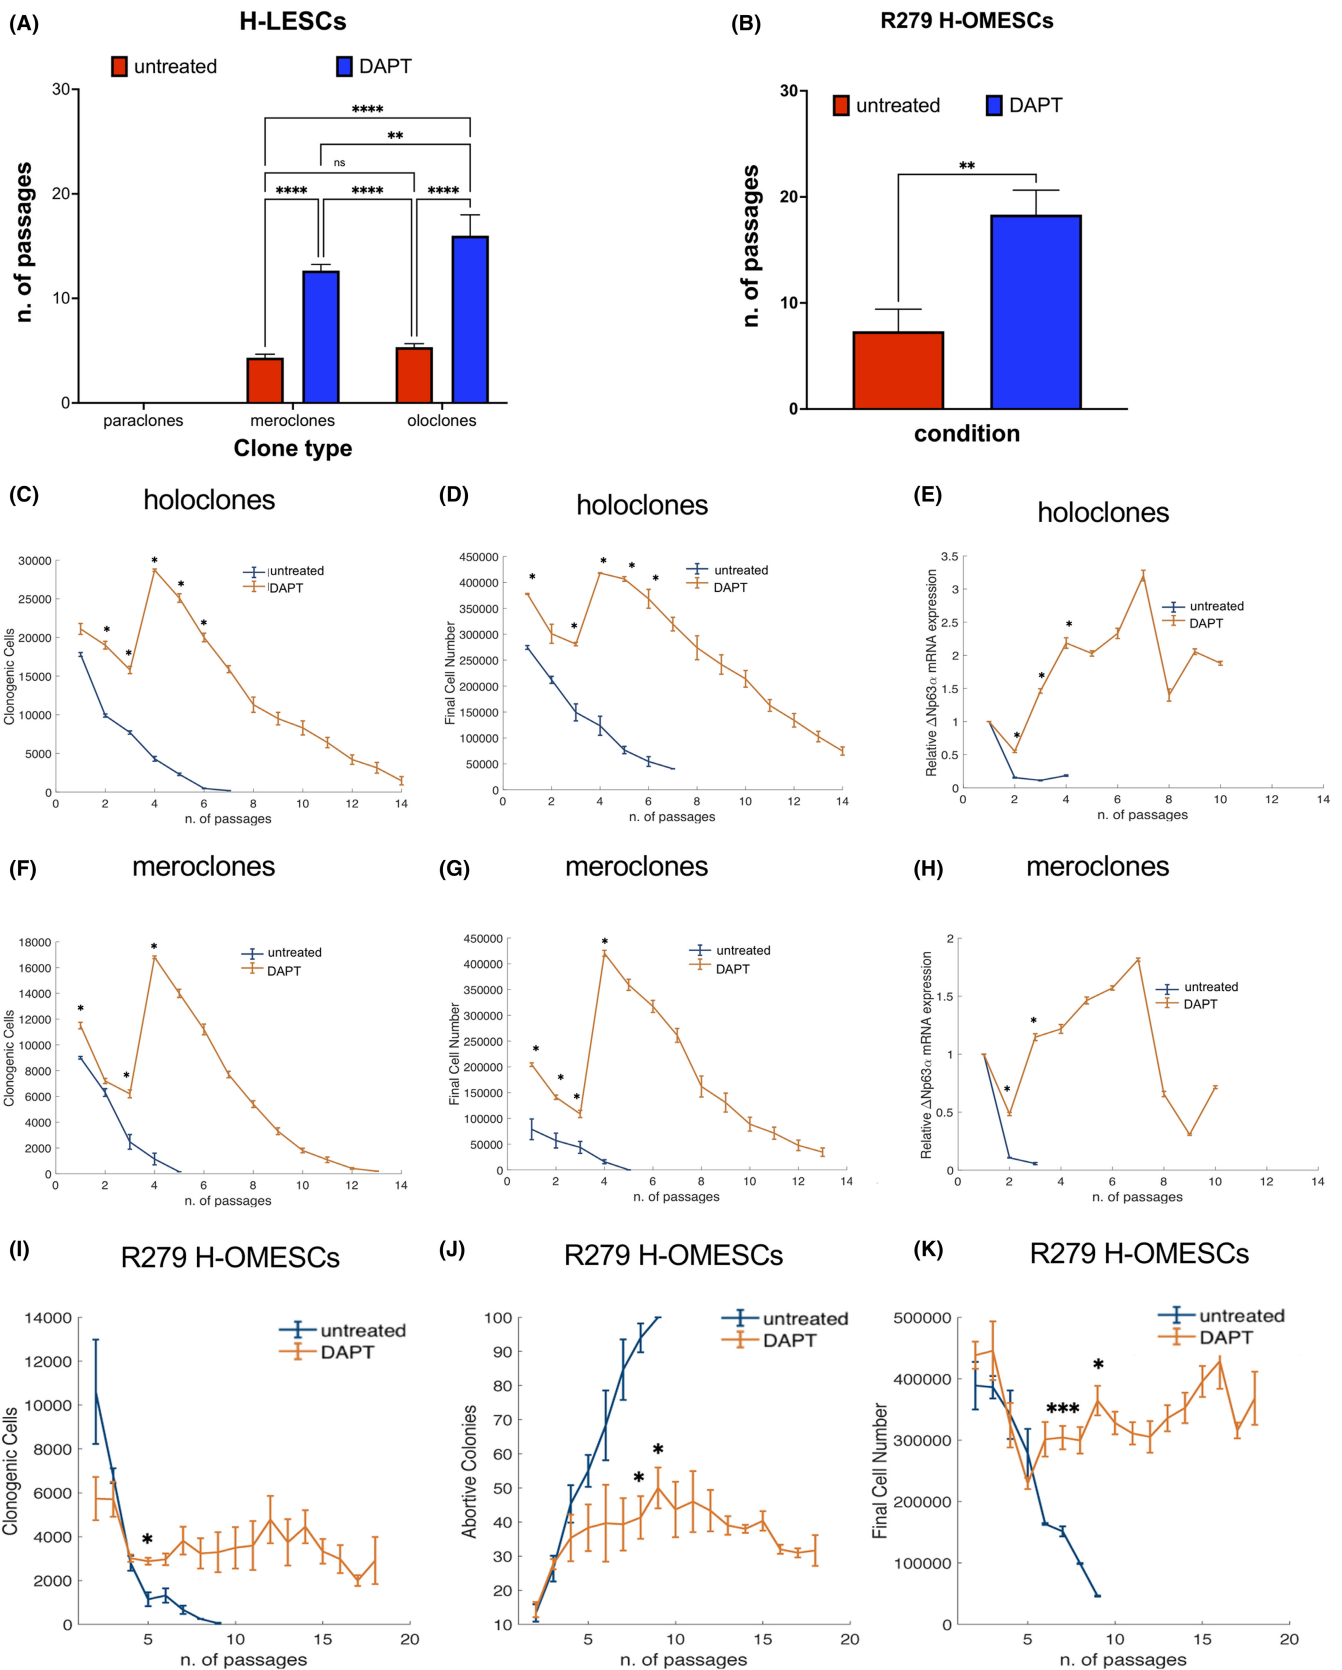 (A)
H-LESCs
untreated
DAPT
n. of passages
30
20
10
0
****
**
ns
**** **** ****
paraclones meroclones oloclones
Clone type
(B)
R279 H-OMESCs
untreated
DAPT
n. of passages
30
20
10
0
**
condition
(C)
holoclones
Clonogenic Cells
30000
25000
20000
15000
10000
5000
0
untreated
DAPT
* * * * *
0 2 4 6 8 10 12 14
n. of passages
(D)
holoclones
Final Cell Number
450000
400000
350000
300000
250000
200000
150000
100000
50000
0
untreated
DAPT
* * * * *
0 2 4 6 8 10 12 14
n. of passages
(E)
holoclones
Relative ΔNp63α mRNA expression
3.5
3
2.5
2
1.5
1
0.5
0
untreated
DAPT
* * *
0 2 4 6 8 10 12 14
n. of passages
(F)
meroclones
Clonogenic Cells
18000
16000
14000
12000
10000
8000
6000
4000
2000
0
untreated
DAPT
* * *
0 2 4 6 8 10 12 14
n. of passages
(G)
meroclones
Final Cell Number
450000
400000
350000
300000
250000
200000
150000
100000
50000
0
untreated
DAPT
* * * *
0 2 4 6 8 10 12 14
n. of passages
(H)
meroclones
Relative ΔNp63α mRNA expression
2
1.5
1
0.5
0
untreated
DAPT
* *
0 2 4 6 8 10 12 14
n. of passages
(I)
R279 H-OMESCs
Clonogenic Cells
14000
12000
10000
8000
6000
4000
2000
0
untreated
DAPT
*
5 10 15 20
n. of passages
(J)
R279 H-OMESCs
Abortive Colonies
100
90
80
70
60
50
40
30
20
10
untreated
DAPT
* *
5 10 15 20
n. of passages
(K)
R279 H-OMESCs
Final Cell Number
500000
400000
300000
200000
100000
0
untreated
DAPT
*** *
5 10 15 20
n. of passages